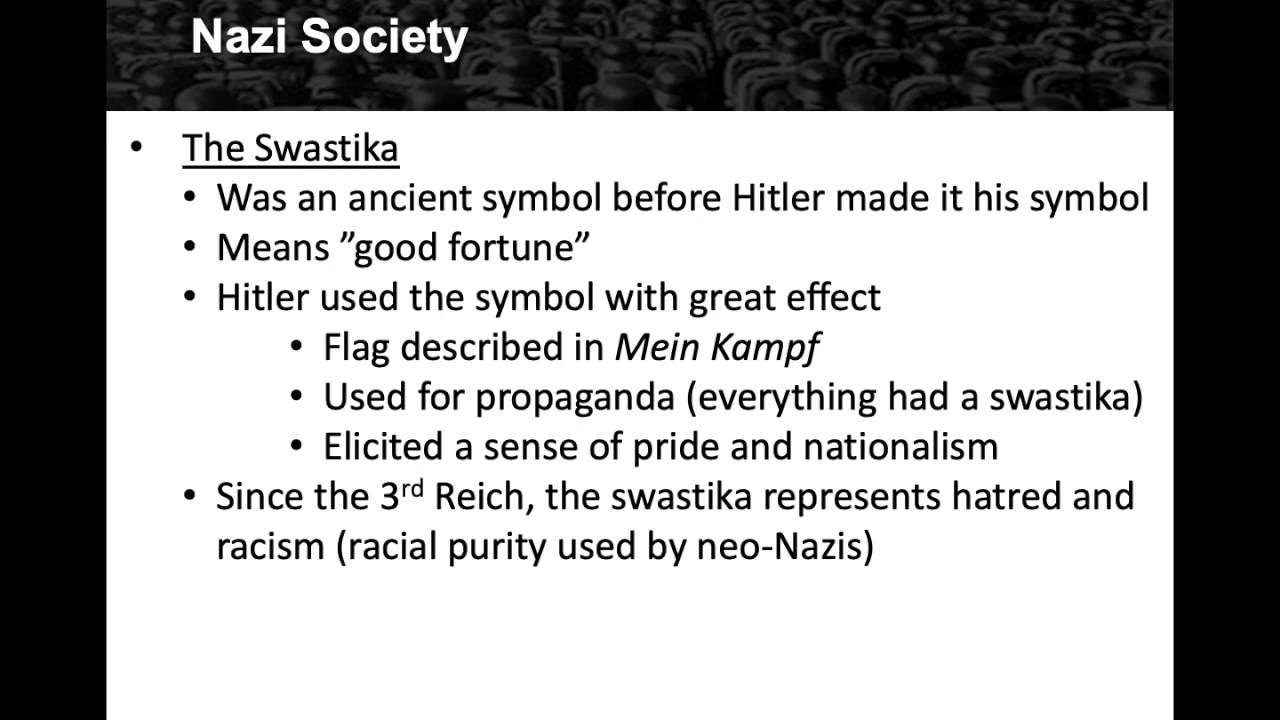 Nazi Society
• The Swastika
• Was an ancient symbol before Hitler made it his symbol
• Means ”good fortune”
• Hitler used the symbol with great effect
• Flag described in Mein Kampf
• Used for propaganda (everything had a swastika)
• Elicited a sense of pride and nationalism
• Since the 3rd Reich, the swastika represents hatred and
racism (racial purity used by neo-Nazis)